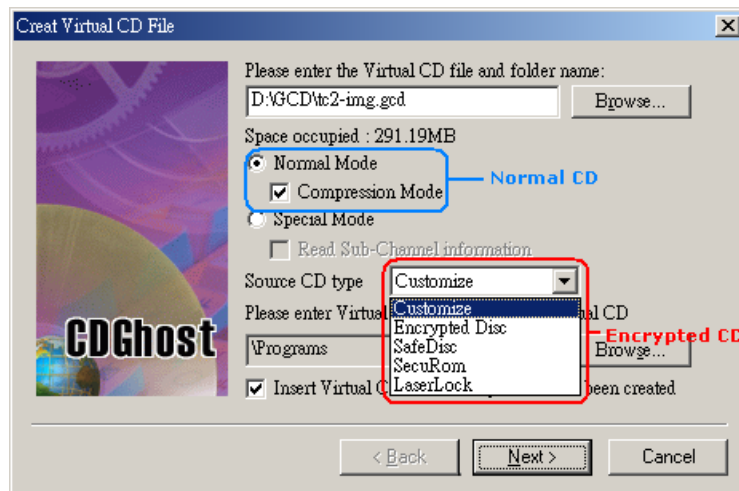 Creat Virtual CD File
Please enter the Virtual CD file and folder name:
D:\GCD\tc2-img.gcd
Browse...
Space occupied : 291.19MB
Normal Mode
Compression Mode
Normal CD
Special Mode
Read Sub-Channel information
Source CD type
Customize
Customize
Encrypted Disc
SafeDisc
SecuRom
LaserLock
Please enter Virtual CD
Encrypted CD
\Programs
Browse...
Insert Virtual been created
CDGhost
< Back
Next >
Cancel